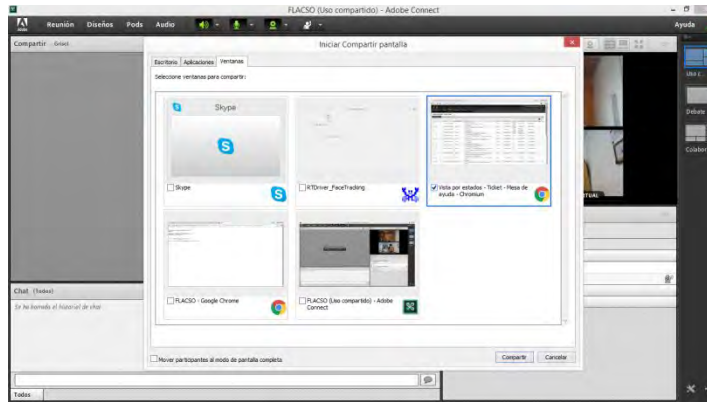 FLACSO (Uso compartido) - Adobe Connect
Reunión Diseños Pods Audio Ayuda
Compartir
Iniciar Compartir pantalla
Escritorio Aplicaciones Ventanas
Seleccione ventanas para compartir:
Skype
Skype
RTDriver_FaceTracking
Vista por estados - Ticket - Mesa de
ayuda - Chromium
FLACSO - Google Chrome
FLACSO (Uso compartido) - Adobe
Connect
Mover participantes al modo de pantalla completa
Compartir Cancelar
Debate
Chat (Todos)
Se ha borrado el historial de chat
Todos